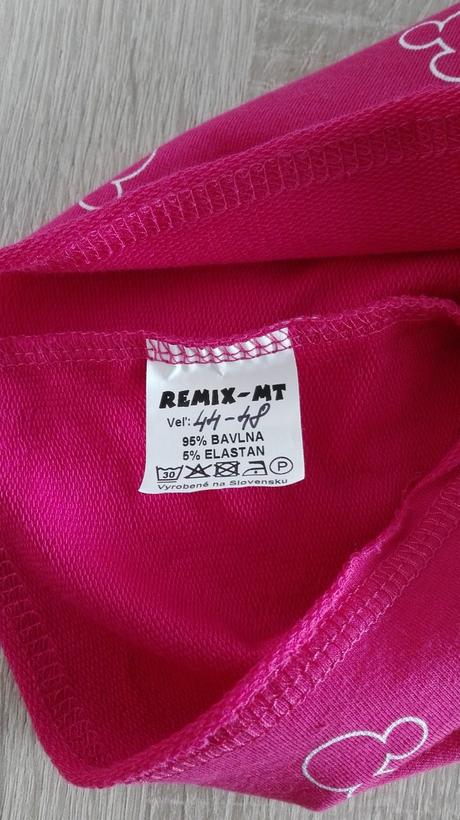 REMIX-MT
Veľ: 44-48
95% BAVLNA
5% ELASTAN
30 P
Vyrobené na Slovensku